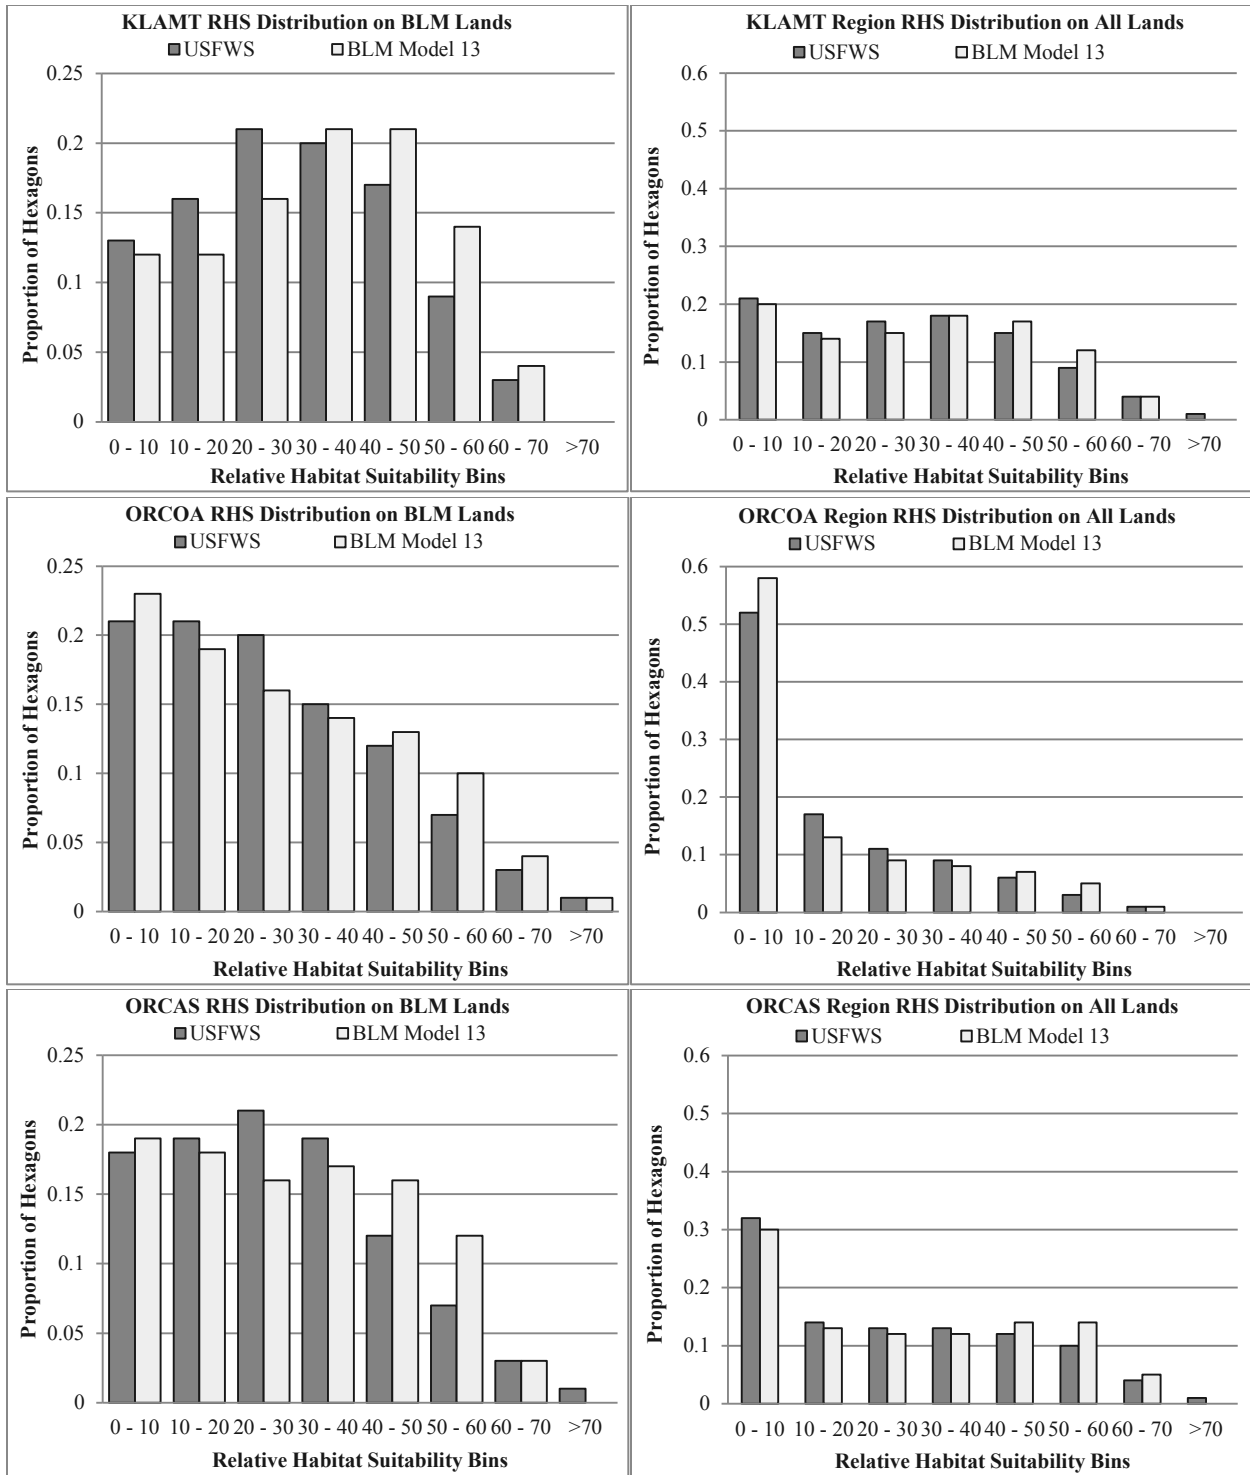 KLAMT RHS Distribution on BLM Lands
USFWS BLM Model 13
0.25
0.2
0.15
0.1
0.05
0
Proportion of Hexagons
0 - 10 10 - 20 20 - 30 30 - 40 40 - 50 50 - 60 60 - 70 >70
Relative Habitat Suitability Bins
KLAMT Region RHS Distribution on All Lands
USFWS BLM Model 13
0.6
0.5
0.4
0.3
0.2
0.1
0
Proportion of Hexagons
0 - 10 10 - 20 20 - 30 30 - 40 40 - 50 50 - 60 60 - 70 >70
Relative Habitat Suitability Bins
ORCOA RHS Distribution on BLM Lands
USFWS BLM Model 13
0.25
0.2
0.15
0.1
0.05
0
Proportion of Hexagons
0 - 10 10 - 20 20 - 30 30 - 40 40 - 50 50 - 60 60 - 70 >70
Relative Habitat Suitability Bins
ORCOA Region RHS Distribution on All Lands
USFWS BLM Model 13
0.6
0.5
0.4
0.3
0.2
0.1
0
Proportion of Hexagons
0 - 10 10 - 20 20 - 30 30 - 40 40 - 50 50 - 60 60 - 70 >70
Relative Habitat Suitability Bins
ORCAS RHS Distribution on BLM Lands
USFWS BLM Model 13
0.25
0.2
0.15
0.1
0.05
0
Proportion of Hexagons
0 - 10 10 - 20 20 - 30 30 - 40 40 - 50 50 - 60 60 - 70 >70
Relative Habitat Suitability Bins
ORCAS Region RHS Distribution on All Lands
USFWS BLM Model 13
0.6
0.5
0.4
0.3
0.2
0.1
0
Proportion of Hexagons
0 - 10 10 - 20 20 - 30 30 - 40 40 - 50 50 - 60 60 - 70 >70
Relative Habitat Suitability Bins